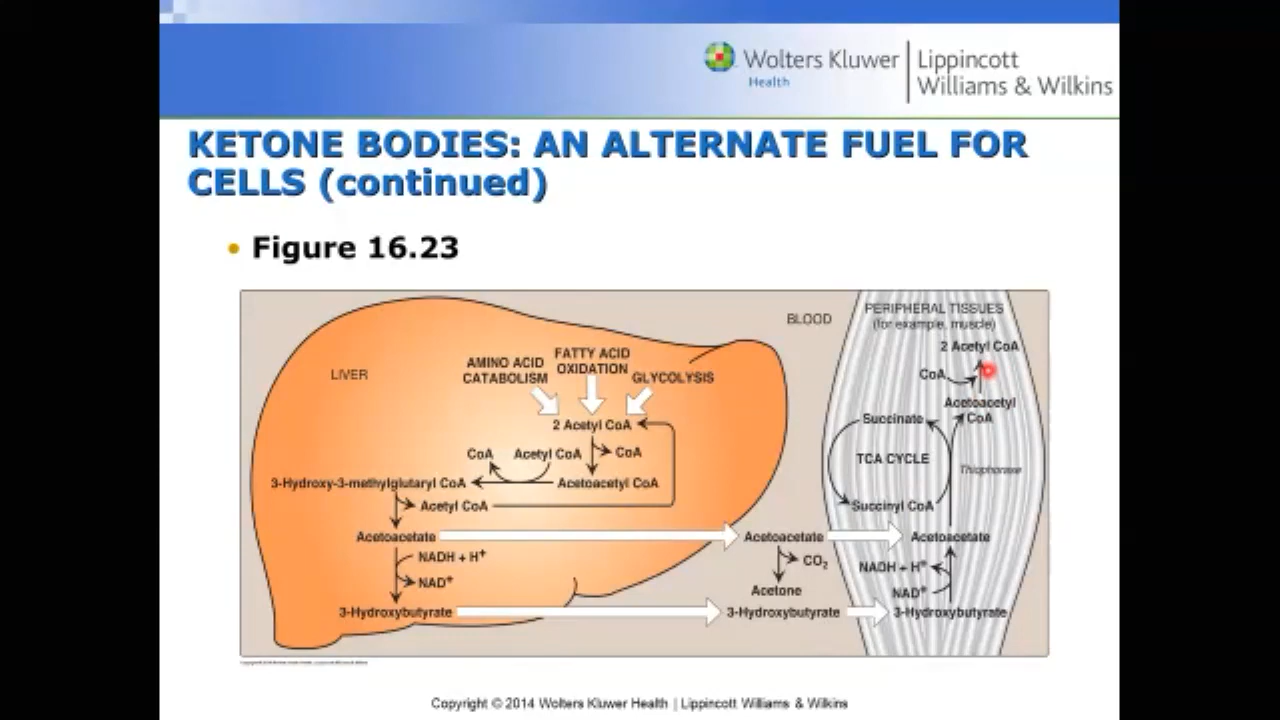 Wolters Kluwer
Health
Lippincott
Williams & Wilkins
KETONE BODIES: AN ALTERNATE FUEL FOR
CELLS (continued)
• Figure 16.23
LIVER
AMINO ACID
CATABOLISM
FATTY ACID
OXIDATION
GLYCOLYSIS
2 Acetyl CoA
CoA
Acetyl CoA
CoA
3-Hydroxy-3-methylglutaryl CoA
Acetoacetyl CoA
Acetyl CoA
Acetoacetate
NADH + H⁺
NAD⁺
3-Hydroxybutyrate
BLOOD
Acetoacetate
CO₂
Acetone
3-Hydroxybutyrate
PERIPHERAL TISSUES
(for example, muscle)
2 Acetyl CoA
CoA
Acetoacetyl
CoA
Succinate
TCA CYCLE
Thiophorase
Succinyl CoA
Acetoacetate
NADH + H⁺
NAD⁺
3-Hydroxybutyrate
Copyright © 2014 Wolters Kluwer Health | Lippincott Williams & Wilkins